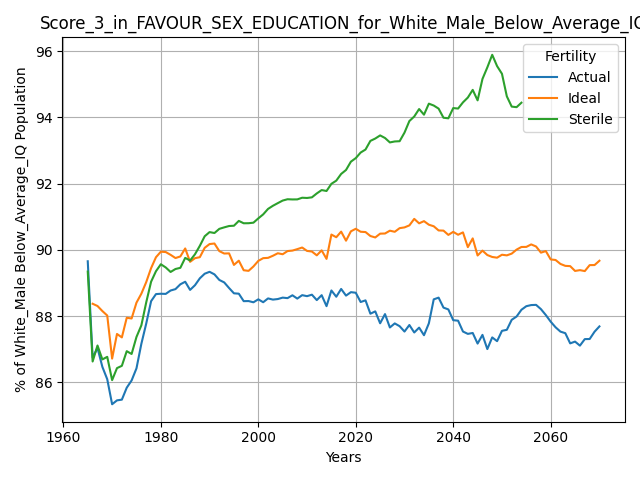 Score_3_in_FAVOUR_SEX_EDUCATION_for_White_Male_Below_Average_IQ
% of White_Male Below_Average_IQ Population
96
94
92
90
88
86
1960
1980
2000
2020
2040
2060
Years
Fertility
Actual
Ideal
Sterile